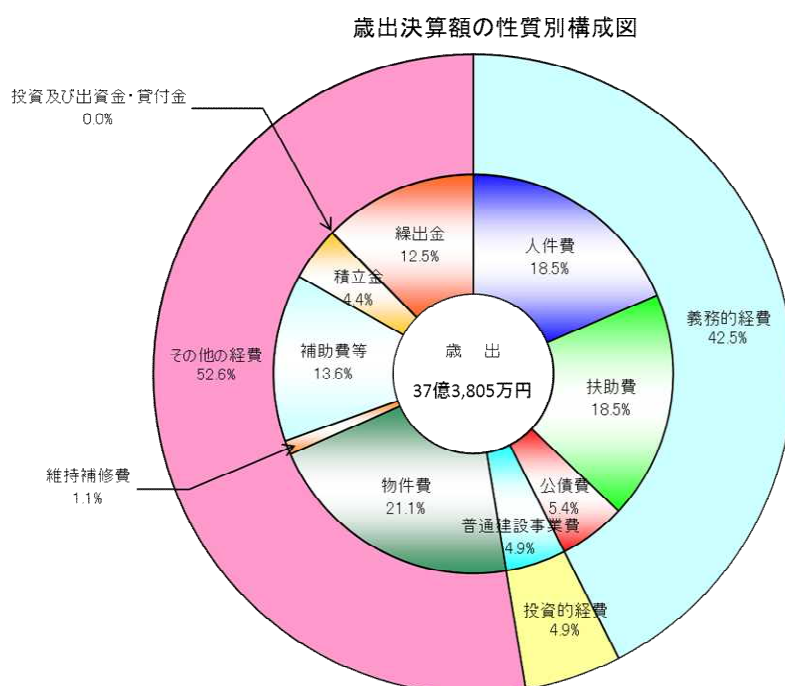 歳出決算額の性質別構成図
投資及び出資金・貸付金
0.0%
繰出金
12.5%
人件費
18.5%
積立金
4.4%
義務的経費
42.5%
その他の経費
52.6%
補助費等
13.6%
歳 出
37億3,805万円
扶助費
18.5%
維持補修費
1.1%
物件費
21.1%
公債費
5.4%
普通建設事業費
4.9%
投資的経費
4.9%